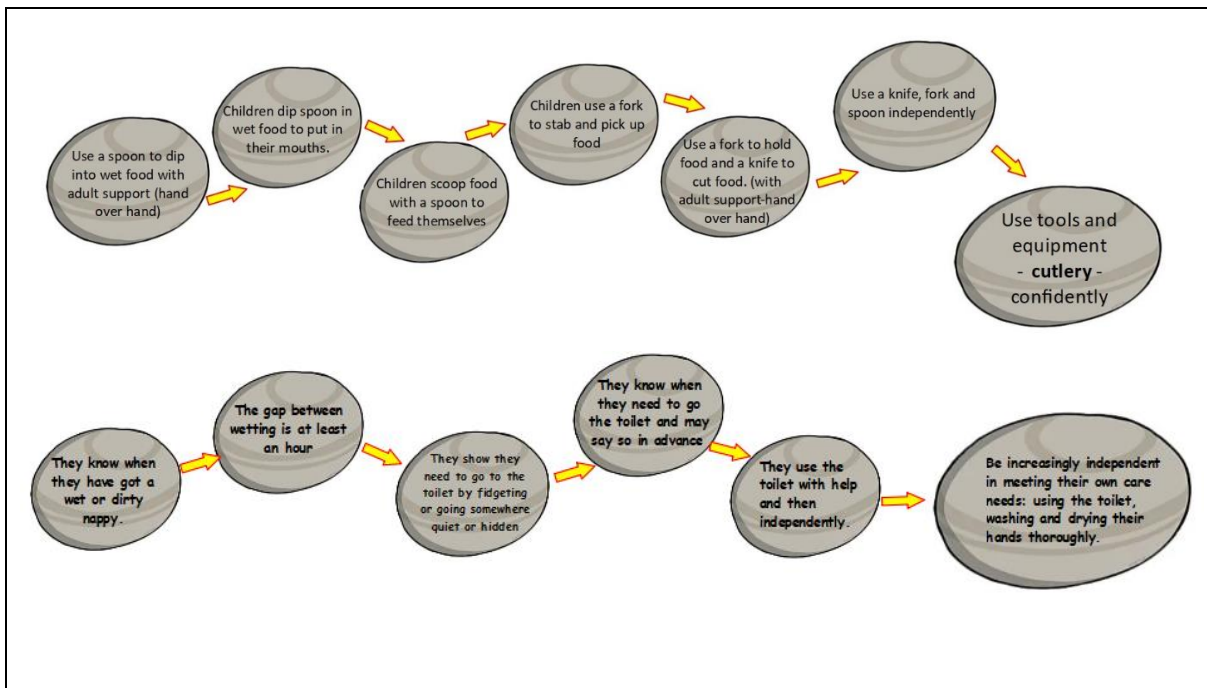 Use a spoon to dip
into wet food with
adult support (hand
over hand)
Children dip spoon in
wet food to put in
their mouths.
Children scoop food
with a spoon to
feed themselves
Children use a fork
to stab and pick up
food
Use a fork to hold
food and a knife to
cut food. (with
adult support-hand
over hand)
Use a knife, fork and
spoon independently
Use tools and
equipment
- cutlery -
confidently
They know when
they have got a
wet or dirty
nappy.
The gap between
wetting is at least
an hour
They show they
need to go to the
toilet by fidgeting
or going somewhere
quiet or hidden
They know when
they need to go
the toilet and may
say so in advance
They use the
toilet with help
and then
independently.
Be increasingly independent
in meeting their own care
needs: using the toilet,
washing and drying their
hands thoroughly.